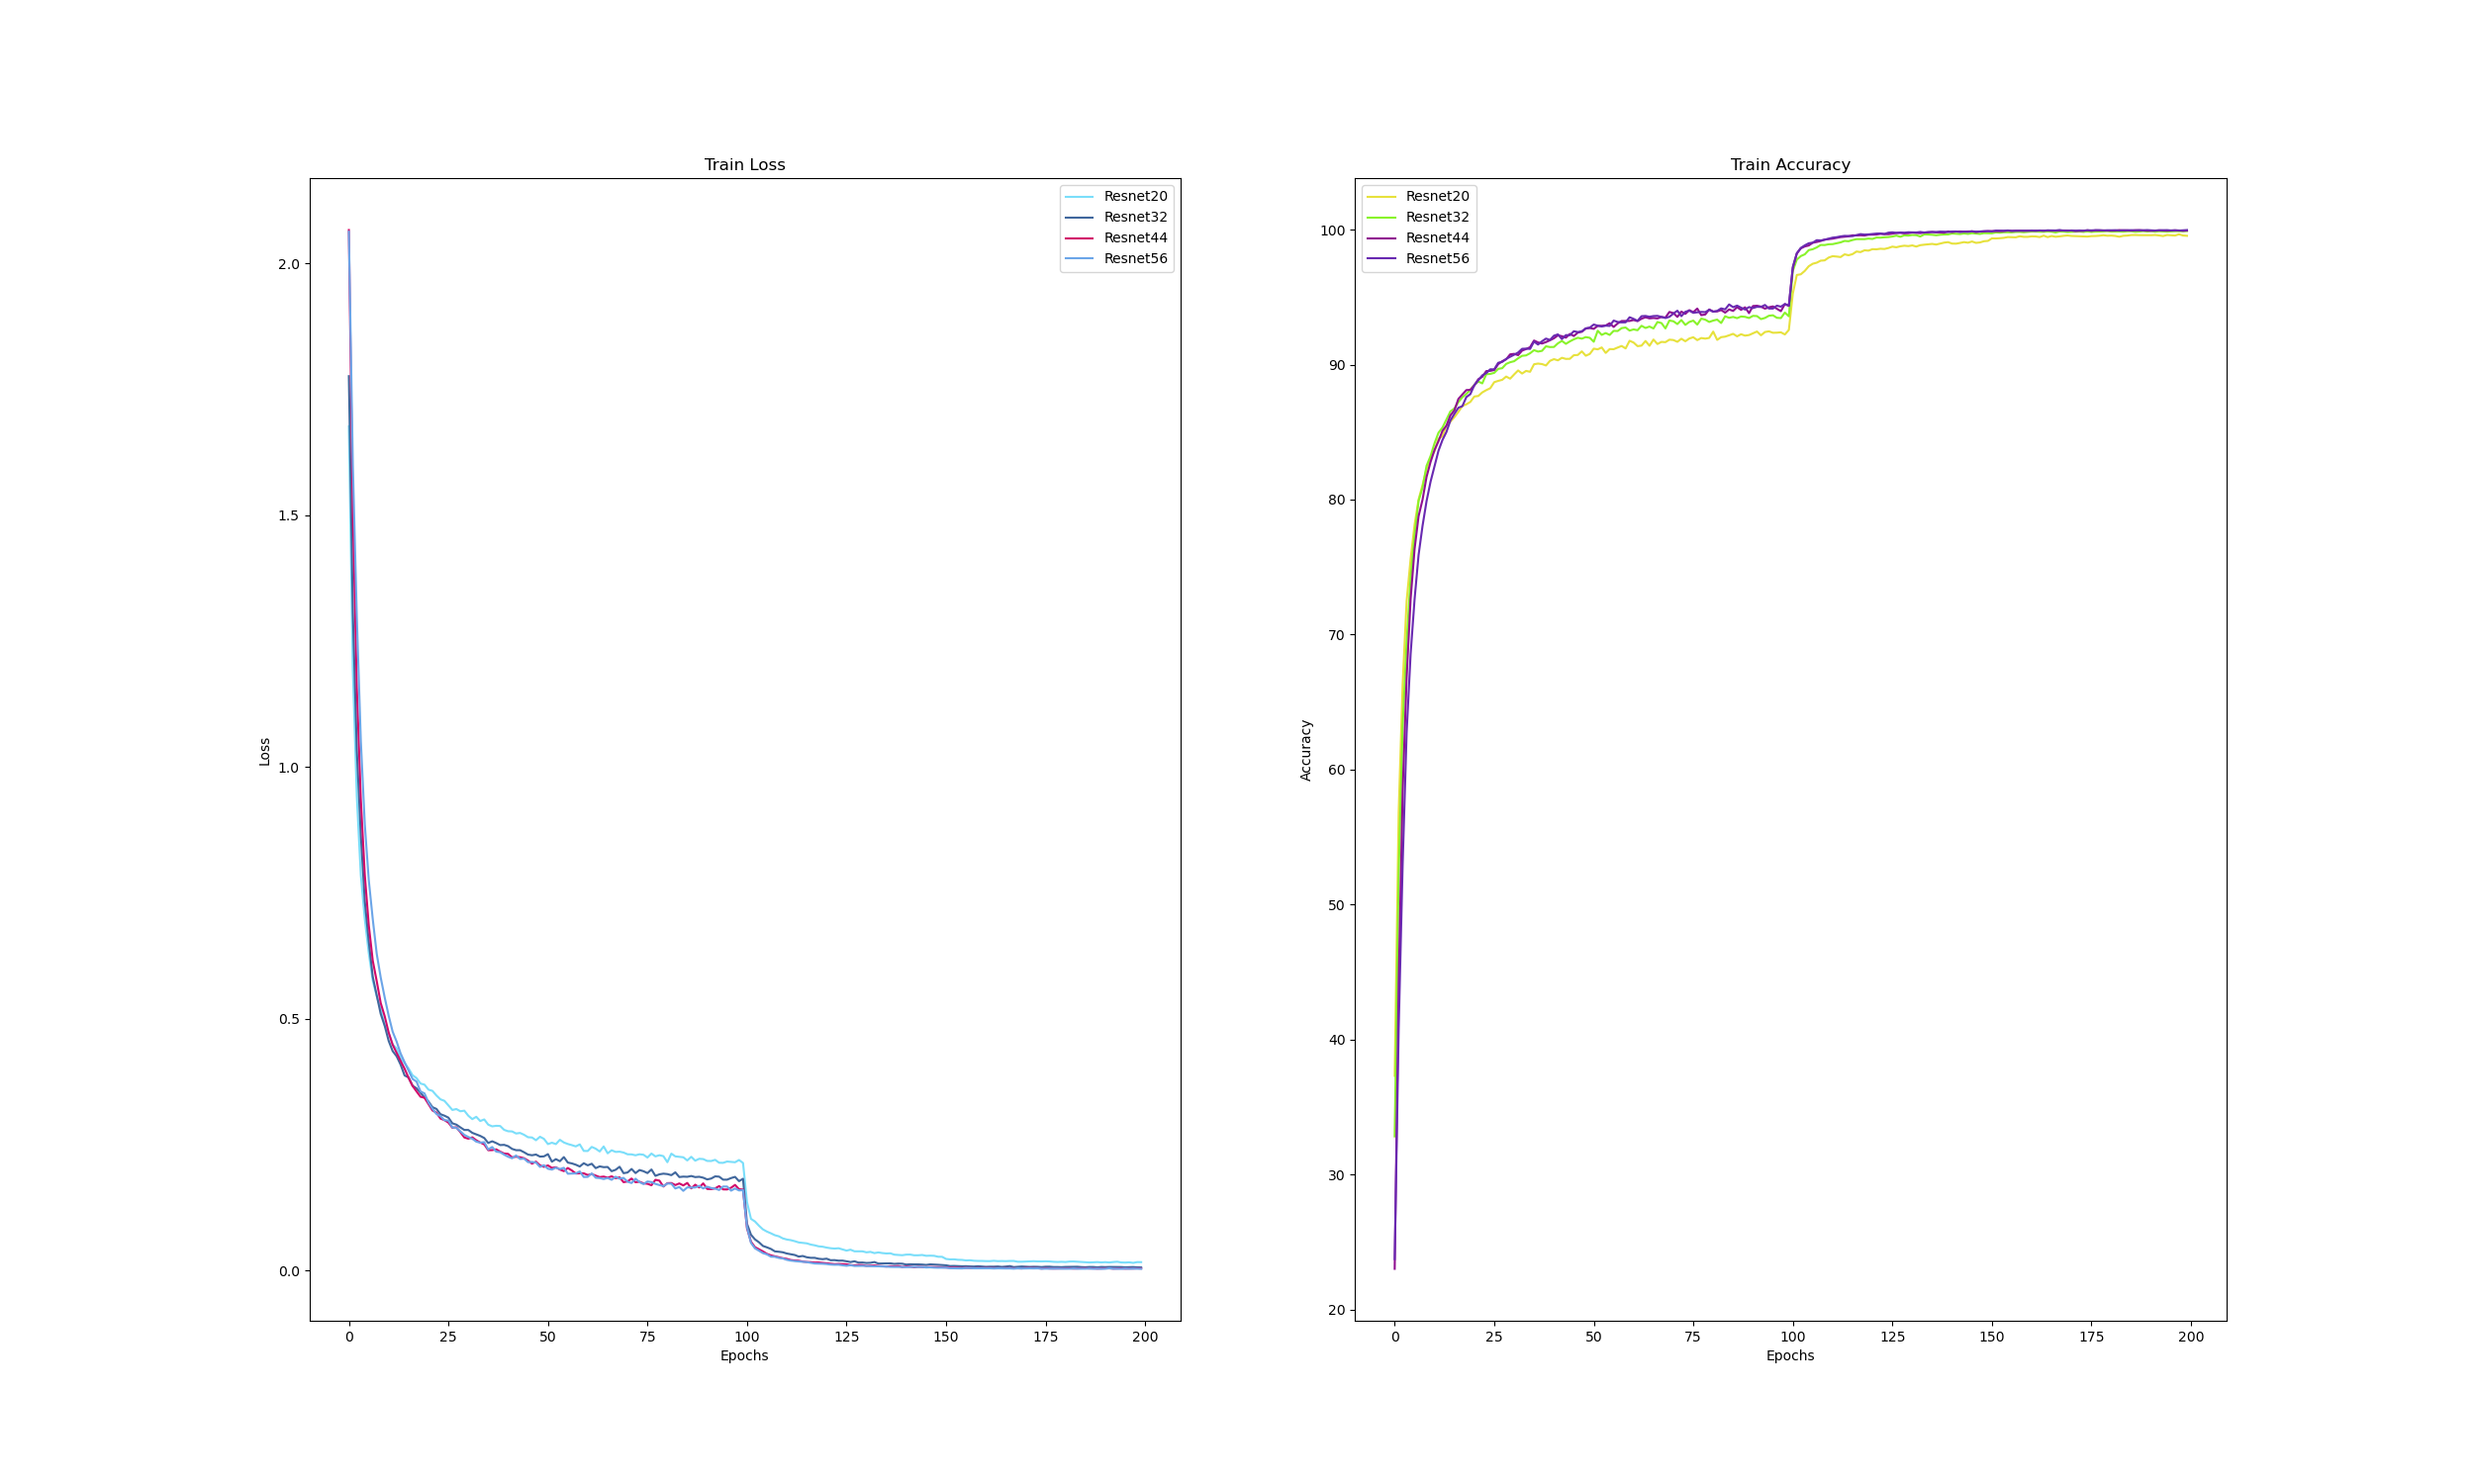 Train Loss
Resnet20
Resnet32
Resnet44
Resnet56
2.0
1.5
1.0
0.5
0.0
Loss
0 25 50 75 100 125 150 175 200
Epochs
Train Accuracy
Resnet20
Resnet32
Resnet44
Resnet56
100
90
80
70
60
50
40
30
20
Accuracy
0 25 50 75 100 125 150 175 200
Epochs